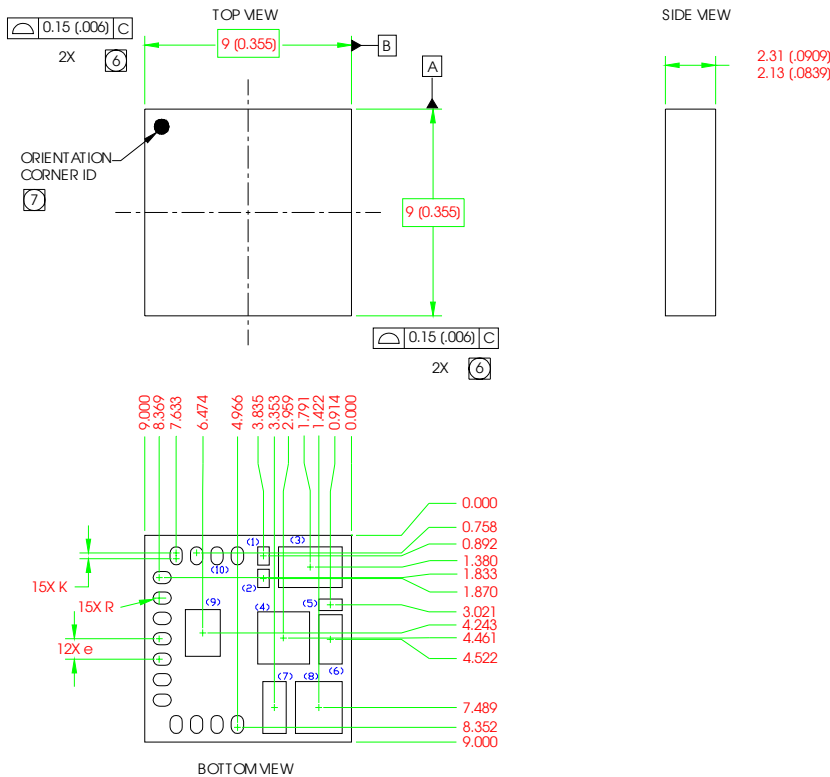 TOP VIEW
SIDE VIEW
0.15 (.006) C
2X 6
9 (0.355)
B
A
2.31 (.0909)
2.13 (.0839)
ORIENTATION
CORNER ID
7
9 (0.355)
0.15 (.006) C
2X 6
9.000
8.369
7.633
6.474
4.966
3.835
3.353
2.959
1.791
1.422
0.914
0.000
0.000
0.758
0.892
1.380
1.833
1.870
3.021
4.243
4.461
4.522
7.489
8.352
9.000
15X K
15X R
12X e
(1)
(3)
(10)
(2)
(9)
(4)
(5)
(7)
(8)
(6)
BOTTOM VIEW